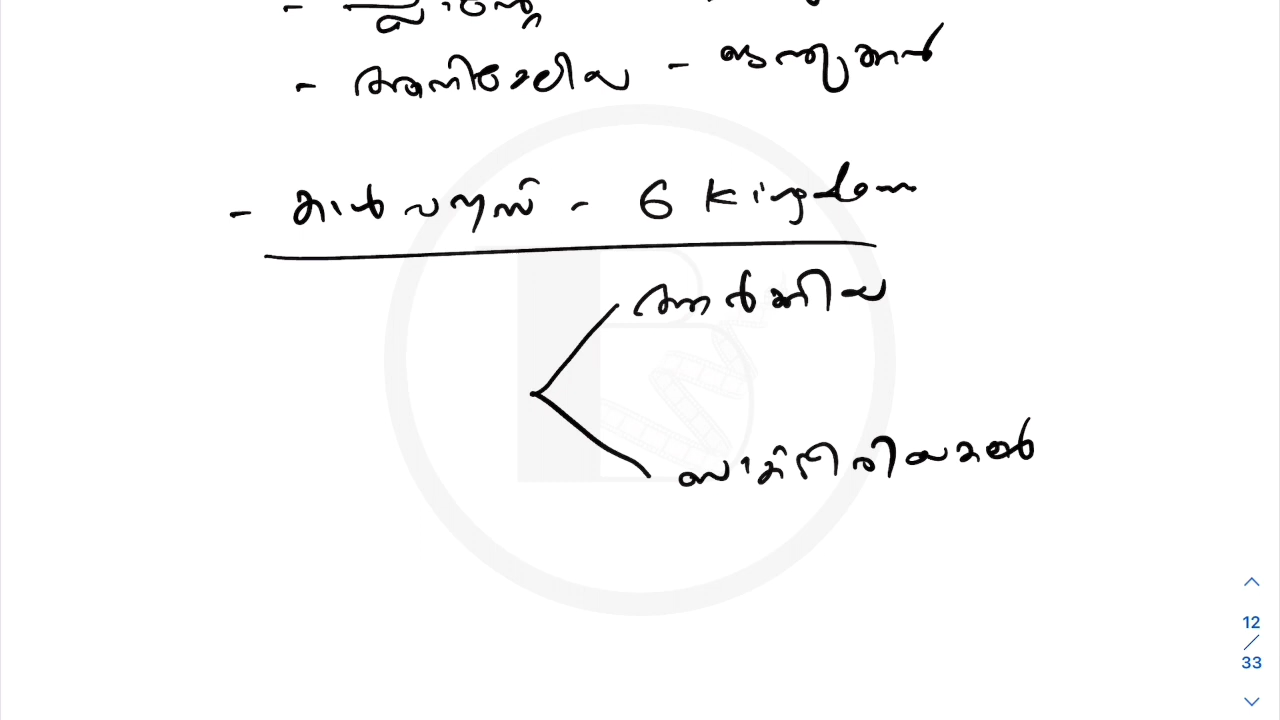 - അനിമേലിയ - ജന്തുക്കൾ
- കാൾ വൗസ് - 6 Kingdom
ആർക്കിയ
ബാക്ടീരിയകൾ
12
/
33